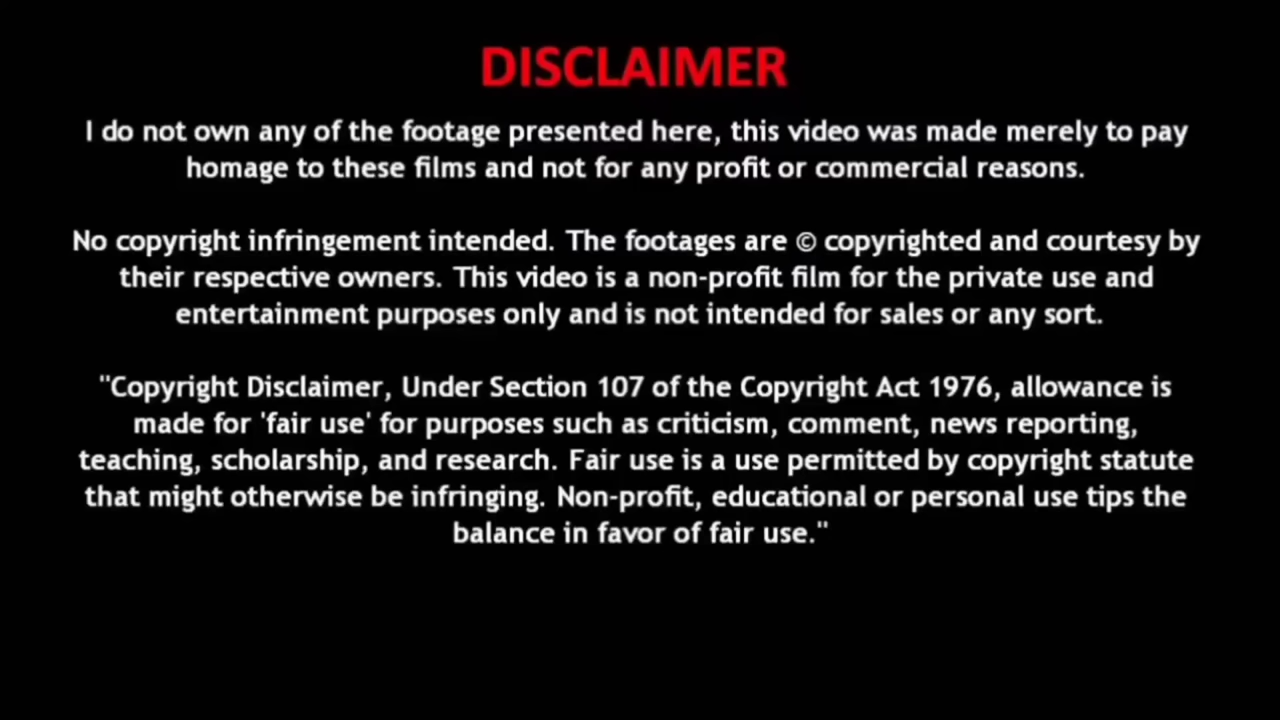 DISCLAIMER
I do not own any of the footage presented here, this video was made merely to pay
homage to these films and not for any profit or commercial reasons.
No copyright infringement intended. The footages are © copyrighted and courtesy by
their respective owners. This video is a non-profit film for the private use and
entertainment purposes only and is not intended for sales or any sort.
"Copyright Disclaimer, Under Section 107 of the Copyright Act 1976, allowance is
made for 'fair use' for purposes such as criticism, comment, news reporting,
teaching, scholarship, and research. Fair use is a use permitted by copyright statute
that might otherwise be infringing. Non-profit, educational or personal use tips the
balance in favor of fair use."